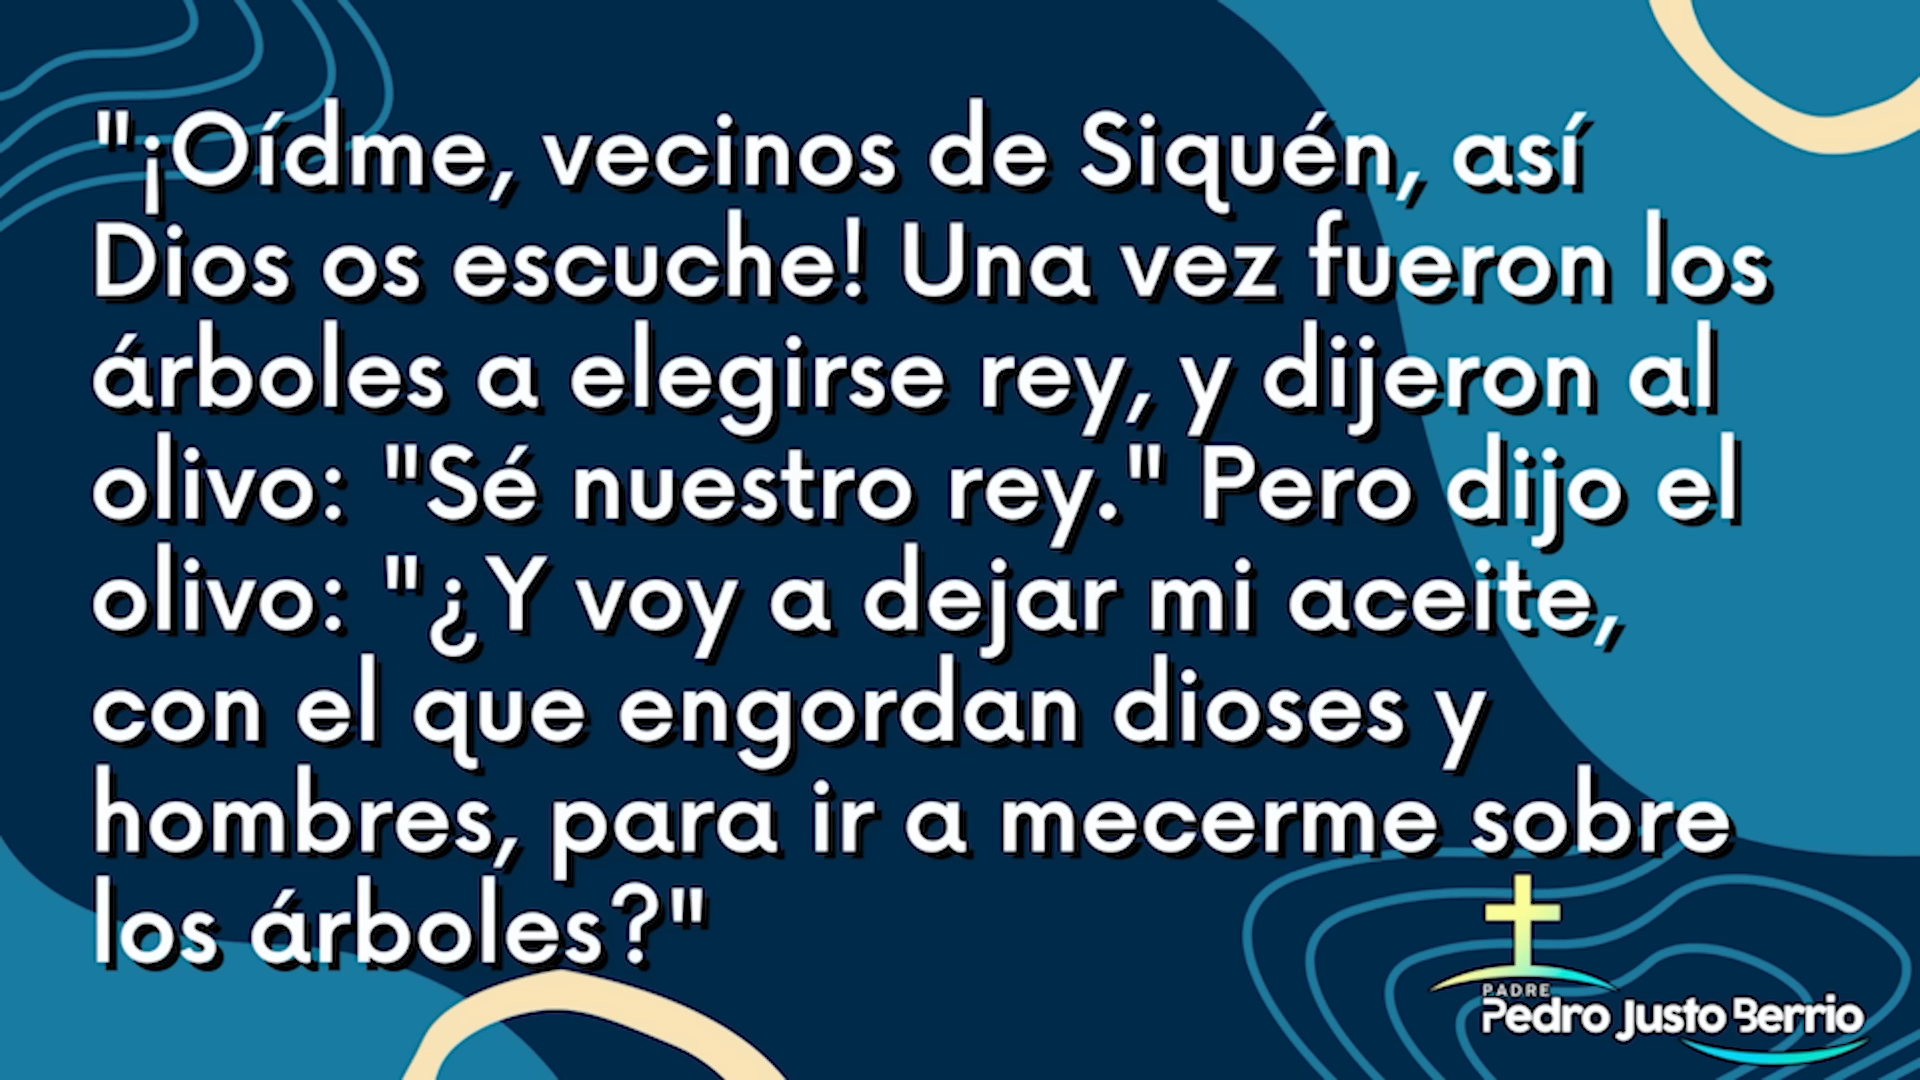 "¡Oídme, vecinos de Siquén, así
Dios os escuche! Una vez fueron los
árboles a elegirse rey, y dijeron al
olivo: "Sé nuestro rey." Pero dijo el
olivo: "¿Y voy a dejar mi aceite,
con el que engordan dioses y
hombres, para ir a mecerme sobre
los árboles?"
PADRE
Pedro Justo Berrio